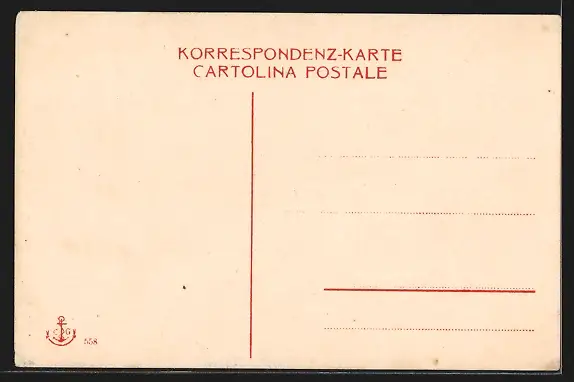 KORRESPONDENZ-KARTE
CARTOLINA POSTALE
C G
558